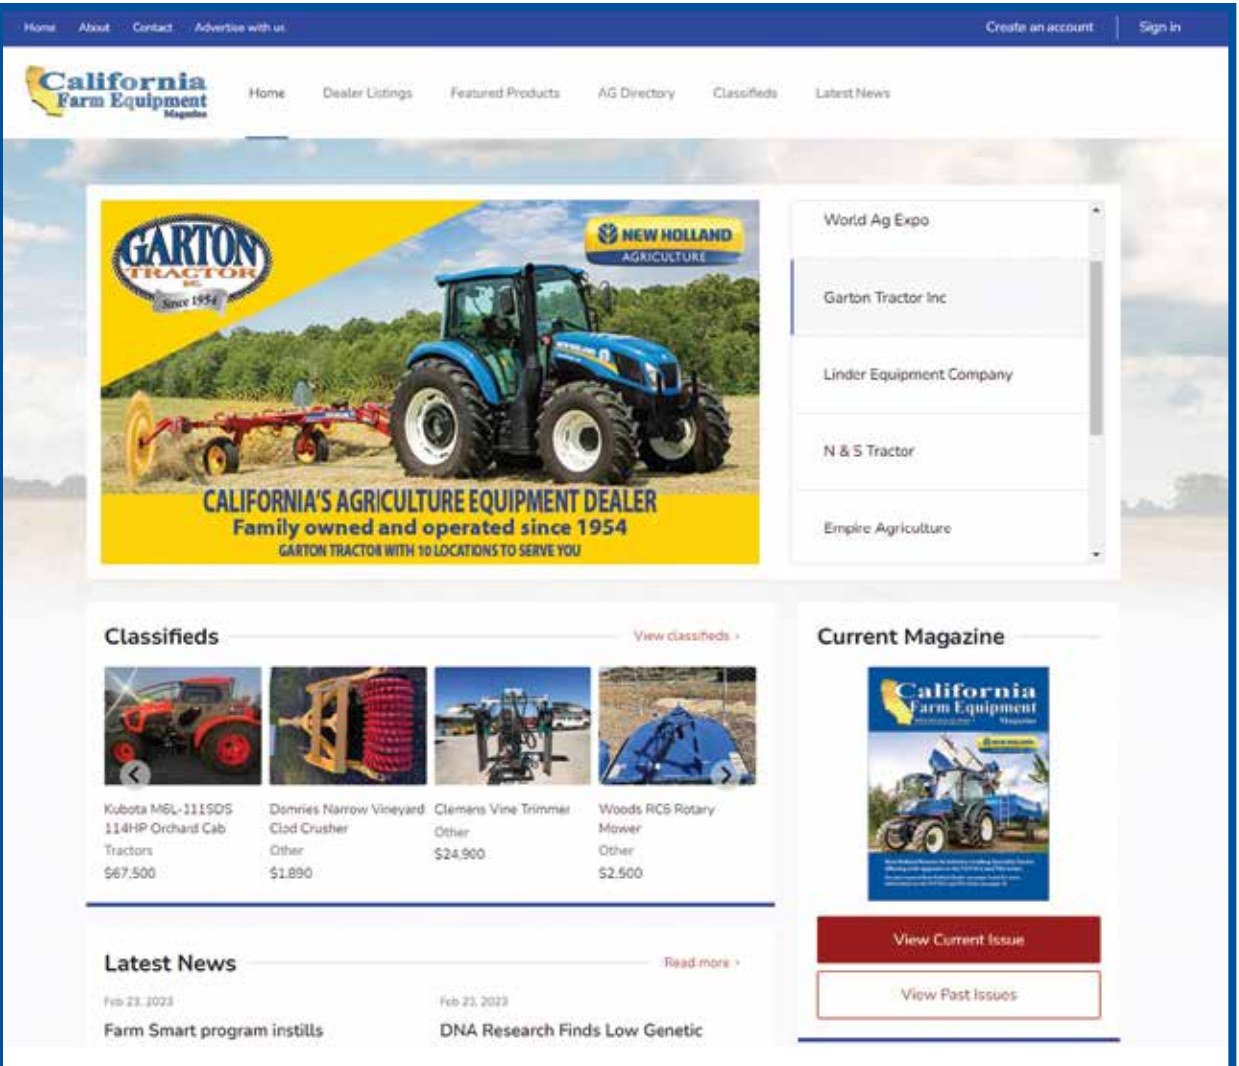 Home About Contact Advertise with us Create an account Sign in
California
Farm Equipment
Magazine
Home Dealer Listings Featured Products AG Directory Classifieds Latest News
GARTON
TRACTOR
INC.
Since 1954
NEW HOLLAND
AGRICULTURE
CALIFORNIA'S AGRICULTURE EQUIPMENT DEALER
Family owned and operated since 1954
GARTON TRACTOR WITH 10 LOCATIONS TO SERVE YOU
World Ag Expo
Garton Tractor Inc
Linder Equipment Company
N & S Tractor
Empire Agriculture
Classifieds
View classifieds ›
Kubota M6L-111SDS
114HP Orchard Cab
Tractors
$67,500
Domries Narrow Vineyard
Clod Crusher
Other
$1,890
Clemens Vine Trimmer
Other
$24,900
Woods RC6 Rotary
Mower
Other
$2,500
Current Magazine
California
Farm Equipment
Magazine
NEW HOLLAND
View Current Issue
View Past Issues
Latest News
Read more ›
Feb 23, 2023
Farm Smart program instills
Feb 23, 2023
DNA Research Finds Low Genetic